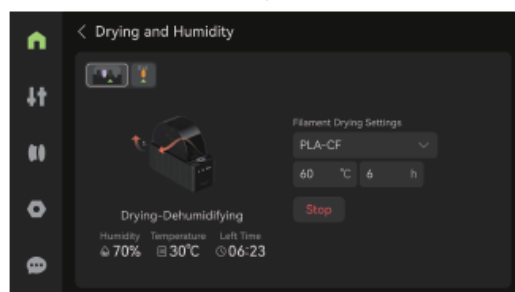 Drying and Humidity
Filament Drying Settings
PLA-CF
60 °C 6 h
Stop
Drying-Dehumidifying
Humidity Temperature Left Time
70% 30°C 06:23